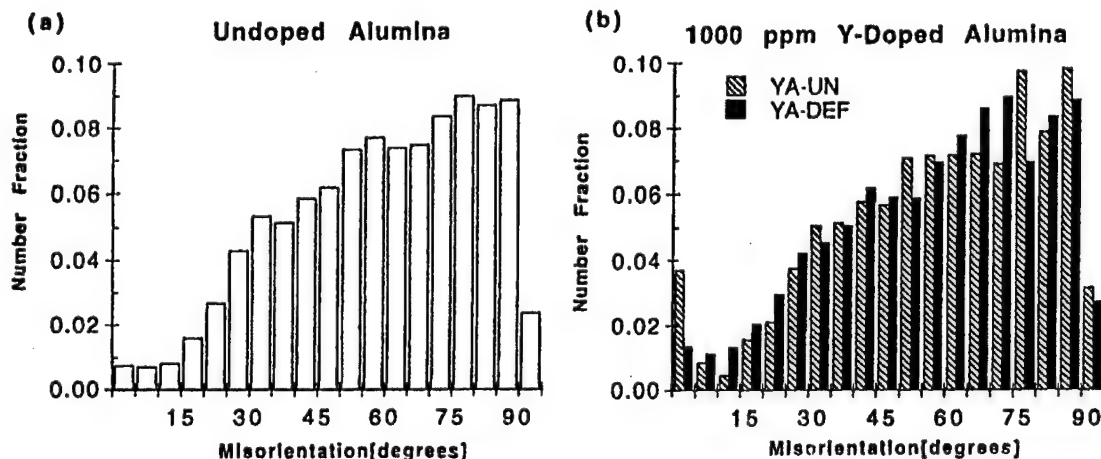 (a)
Undoped Alumina
0.10
0.08
0.06
0.04
0.02
0.00
Number Fraction
15 30 45 60 75 90
Misorientation[degrees]
(b)
1000 ppm Y-Doped Alumina
YA-UN
YA-DEF
0.10
0.08
0.06
0.04
0.02
0.00
Number Fraction
15 30 45 60 75 90
Misorientation[degrees]